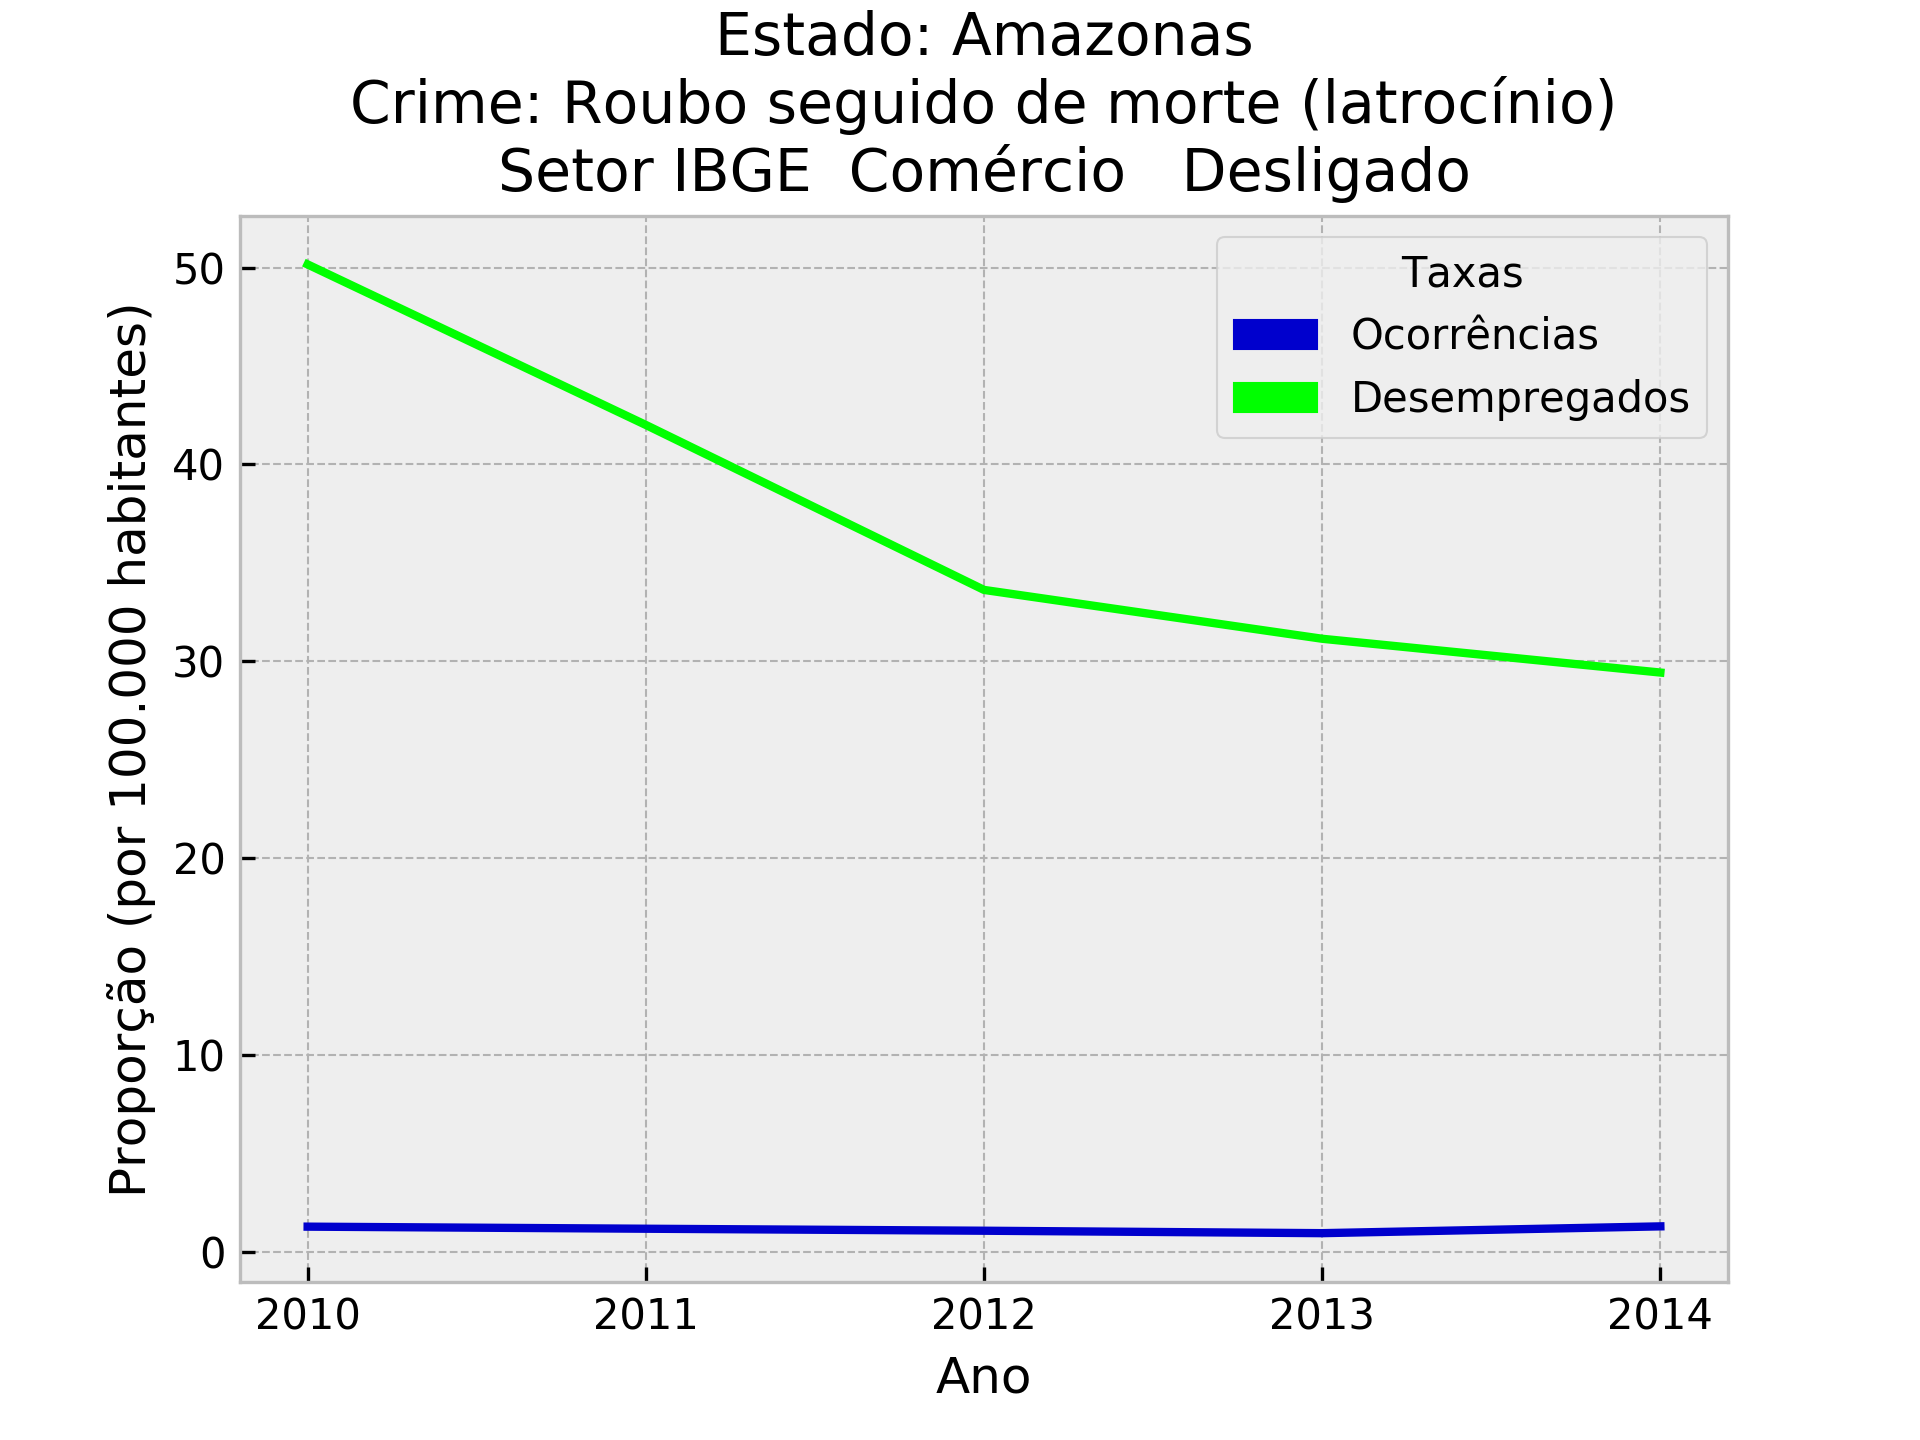 Estado: Amazonas
Crime: Roubo seguido de morte (latrocínio)
Setor IBGE  Comércio   Desligado
Proporção (por 100.000 habitantes)
50
40
30
20
10
0
Taxas
Ocorrências
Desempregados
2010 2011 2012 2013 2014
Ano